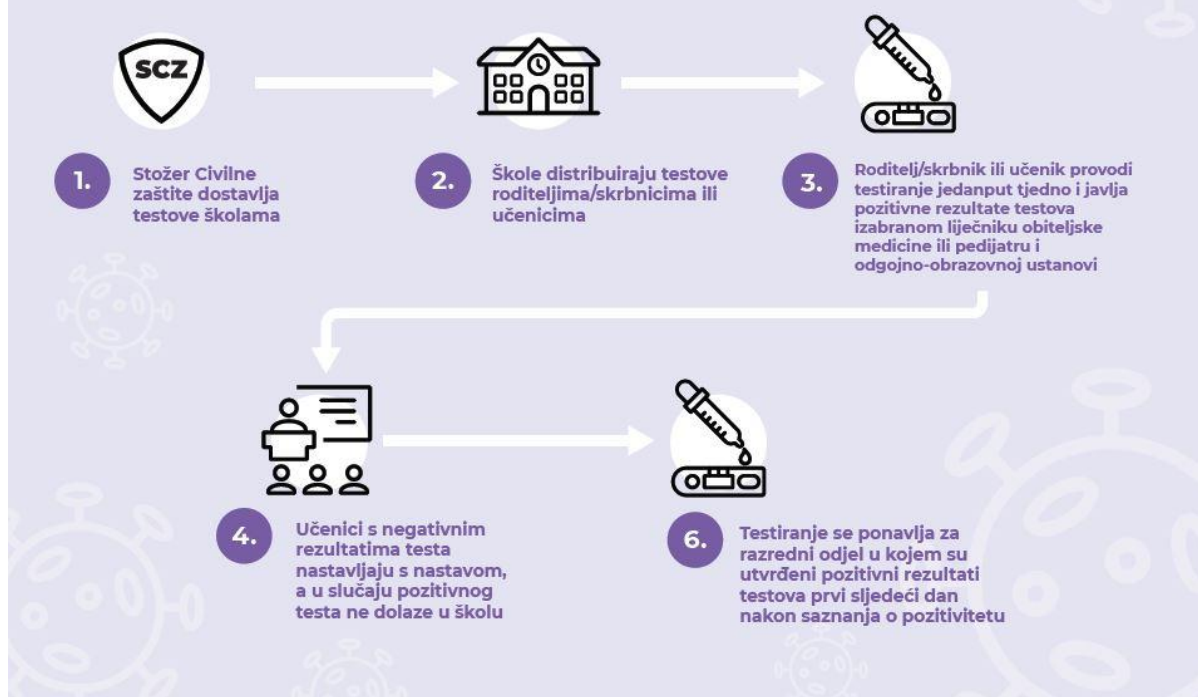 SCZ
1.
Stožer Civilne
zaštite dostavlja
testove školama
2.
Škole distribuiraju testove
roditeljima/skrbnicima ili
učenicima
3.
Roditelj/skrbnik ili učenik provodi
testiranje jedanput tjedno i javlja
pozitivne rezultate testova
izabranom liječniku obiteljske
medicine ili pedijatru i
odgojno-obrazovnoj ustanovi
4.
Učenici s negativnim
rezultatima testa
nastavljaju s nastavom,
a u slučaju pozitivnog
testa ne dolaze u školu
6.
Testiranje se ponavlja za
razredni odjel u kojem su
utvrđeni pozitivni rezultati
testova prvi sljedeći dan
nakon saznanja o pozitivitetu